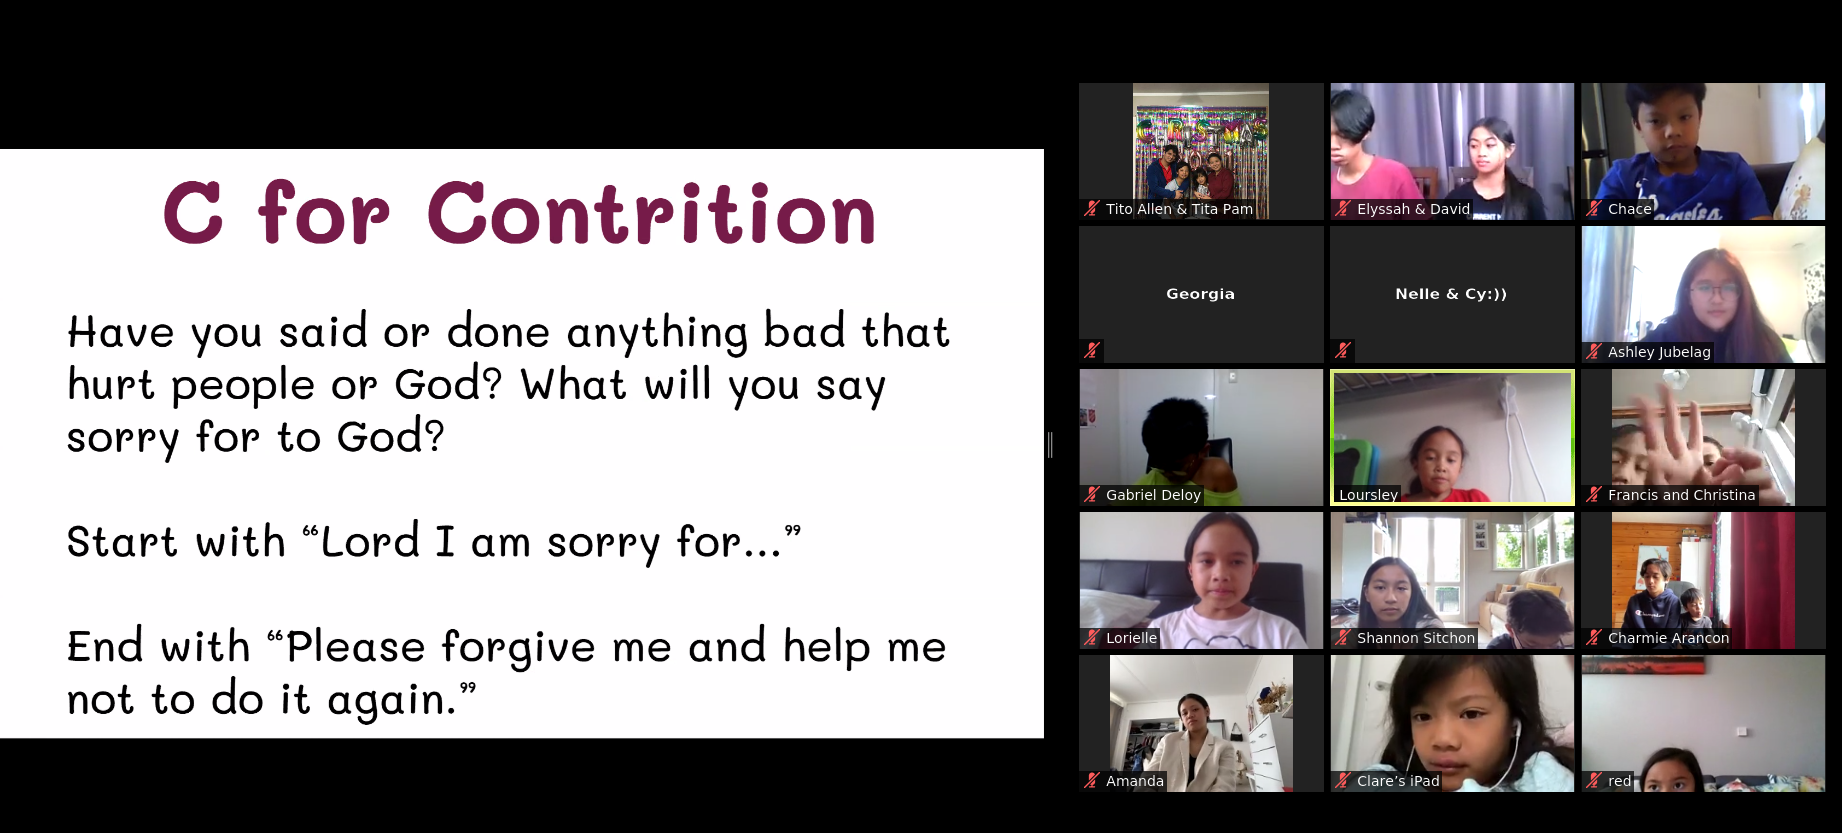 C for Contrition
Have you said or done anything bad that
hurt people or God? What will you say
sorry for to God?
Start with “Lord I am sorry for...”
End with “Please forgive me and help me
not to do it again.”
Tito Allen & Tita Pam
Elyssah & David
Chace
Georgia
Nelle & Cy:))
Ashley Jubelag
Gabriel Deloy
Loursley
Francis and Christina
Lorielle
Shannon Sitchon
Charmie Arancon
Amanda
Clare’s iPad
red